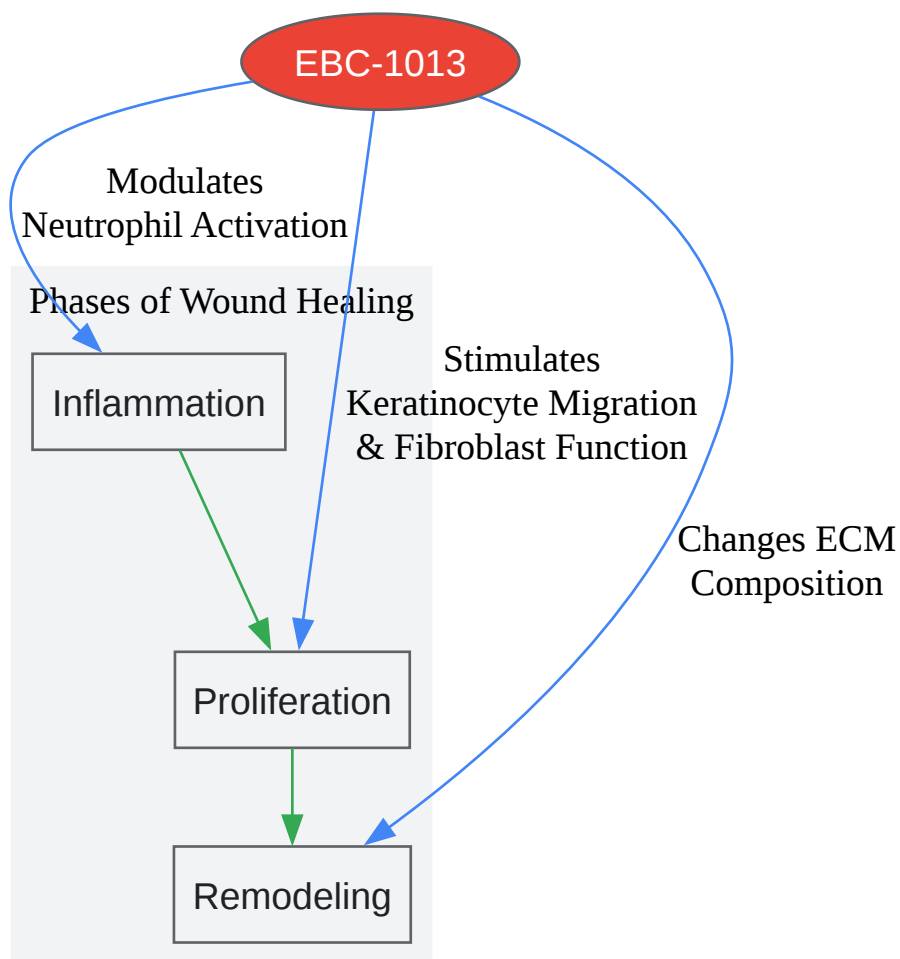 EBC-1013
Modulates
Neutrophil Activation
Phases of Wound Healing
Inflammation
Stimulates
Keratinocyte Migration
& Fibroblast Function
Changes ECM
Composition
Proliferation
Remodeling